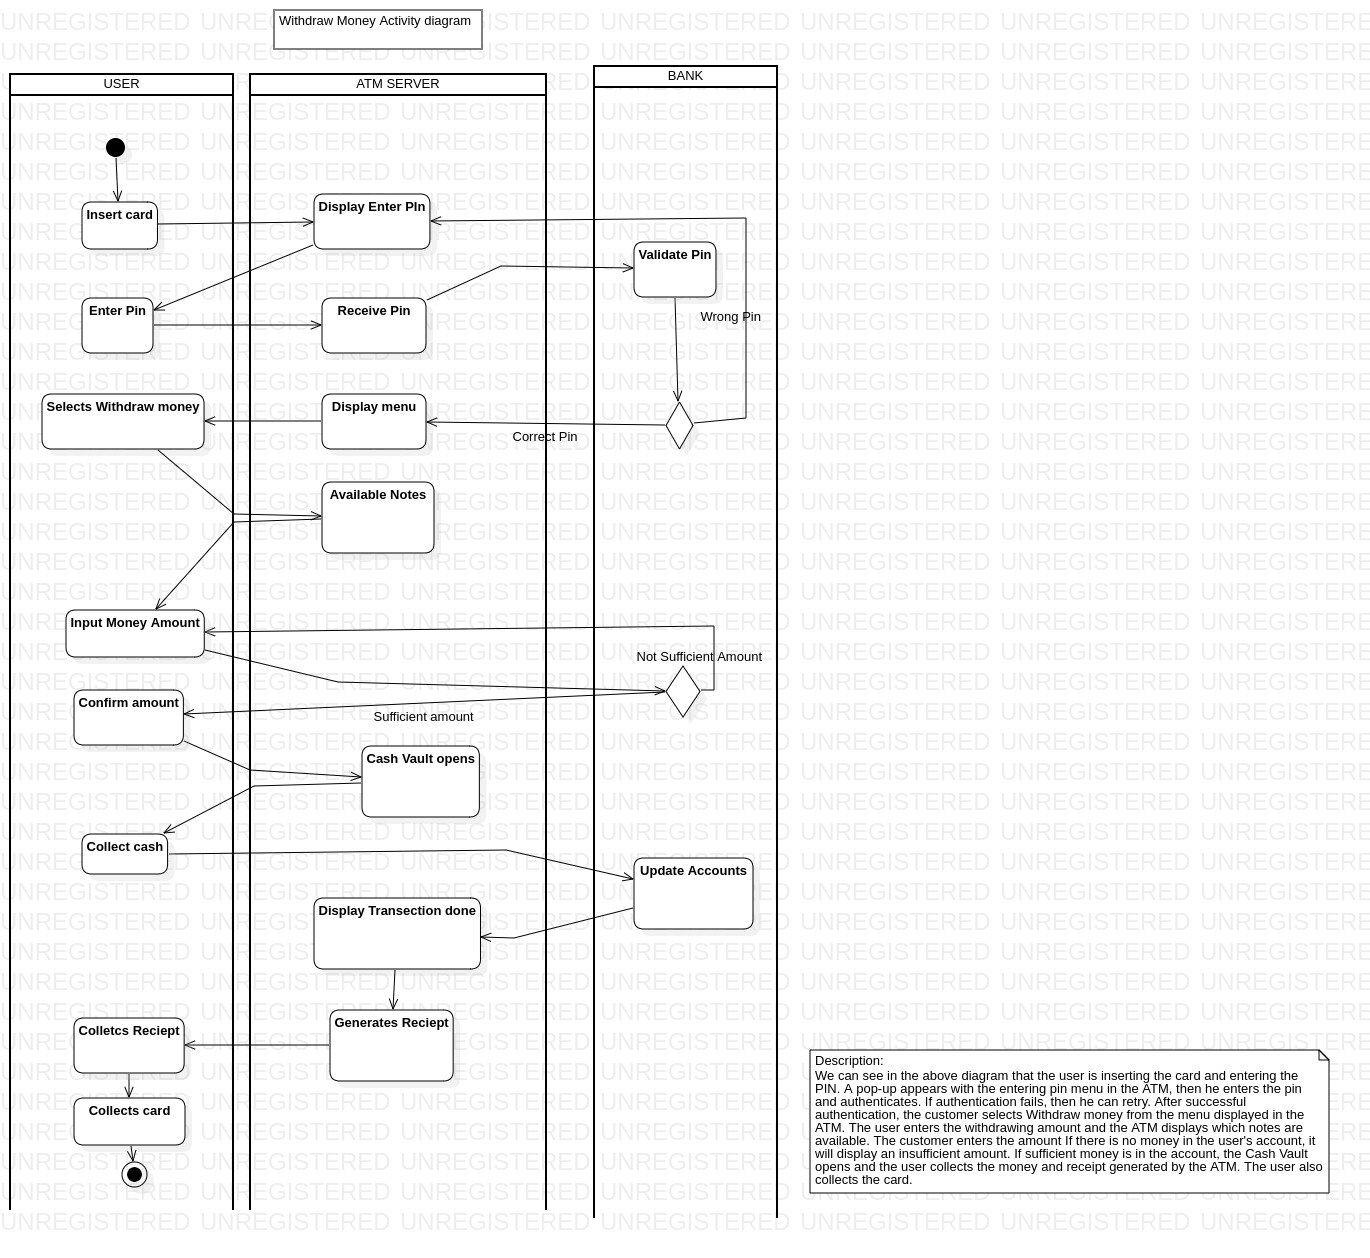 Withdraw Money Activity diagram
USER
ATM SERVER
BANK
Insert card
Display Enter PIn
Validate Pin
Enter Pin
Receive Pin
Wrong Pin
Selects Withdraw money
Display menu
Correct Pin
Available Notes
Input Money Amount
Not Sufficient Amount
Confirm amount
Sufficient amount
Cash Vault opens
Collect cash
Update Accounts
Display Transection done
Colletcs Reciept
Generates Reciept
Collects card
Description:
We can see in the above diagram that the user is inserting the card and entering the
PIN. A pop-up appears with the entering pin menu in the ATM, then he enters the pin
and authenticates. If authentication fails, then he can retry. After successful
authentication, the customer selects Withdraw money from the menu displayed in the
ATM. The user enters the withdrawing amount and the ATM displays which notes are
available. The customer enters the amount If there is no money in the user's account, it
will display an insufficient amount. If sufficient money is in the account, the Cash Vault
opens and the user collects the money and receipt generated by the ATM. The user also
collects the card.
UNREGISTERED